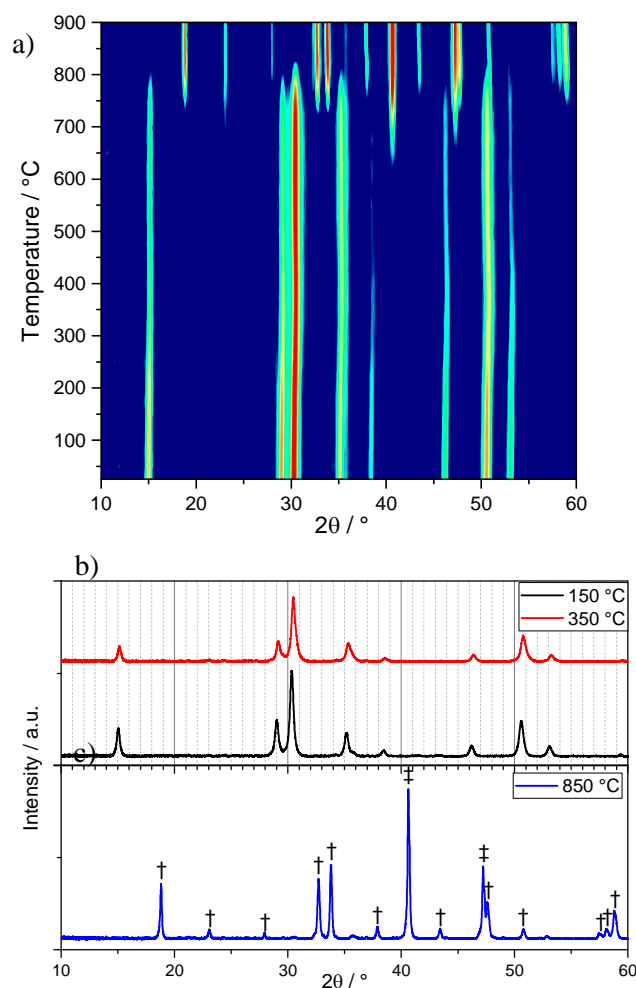 a)
Temperature / °C
900
800
700
600
500
400
300
200
100
10 20 30 40 50 60
2θ / °
b)
150 °C
350 °C
c)
Intensity / a.u.
850 °C
† † † † † † ‡ † ‡ † † † † †
10 20 30 40 50 60
2θ / °